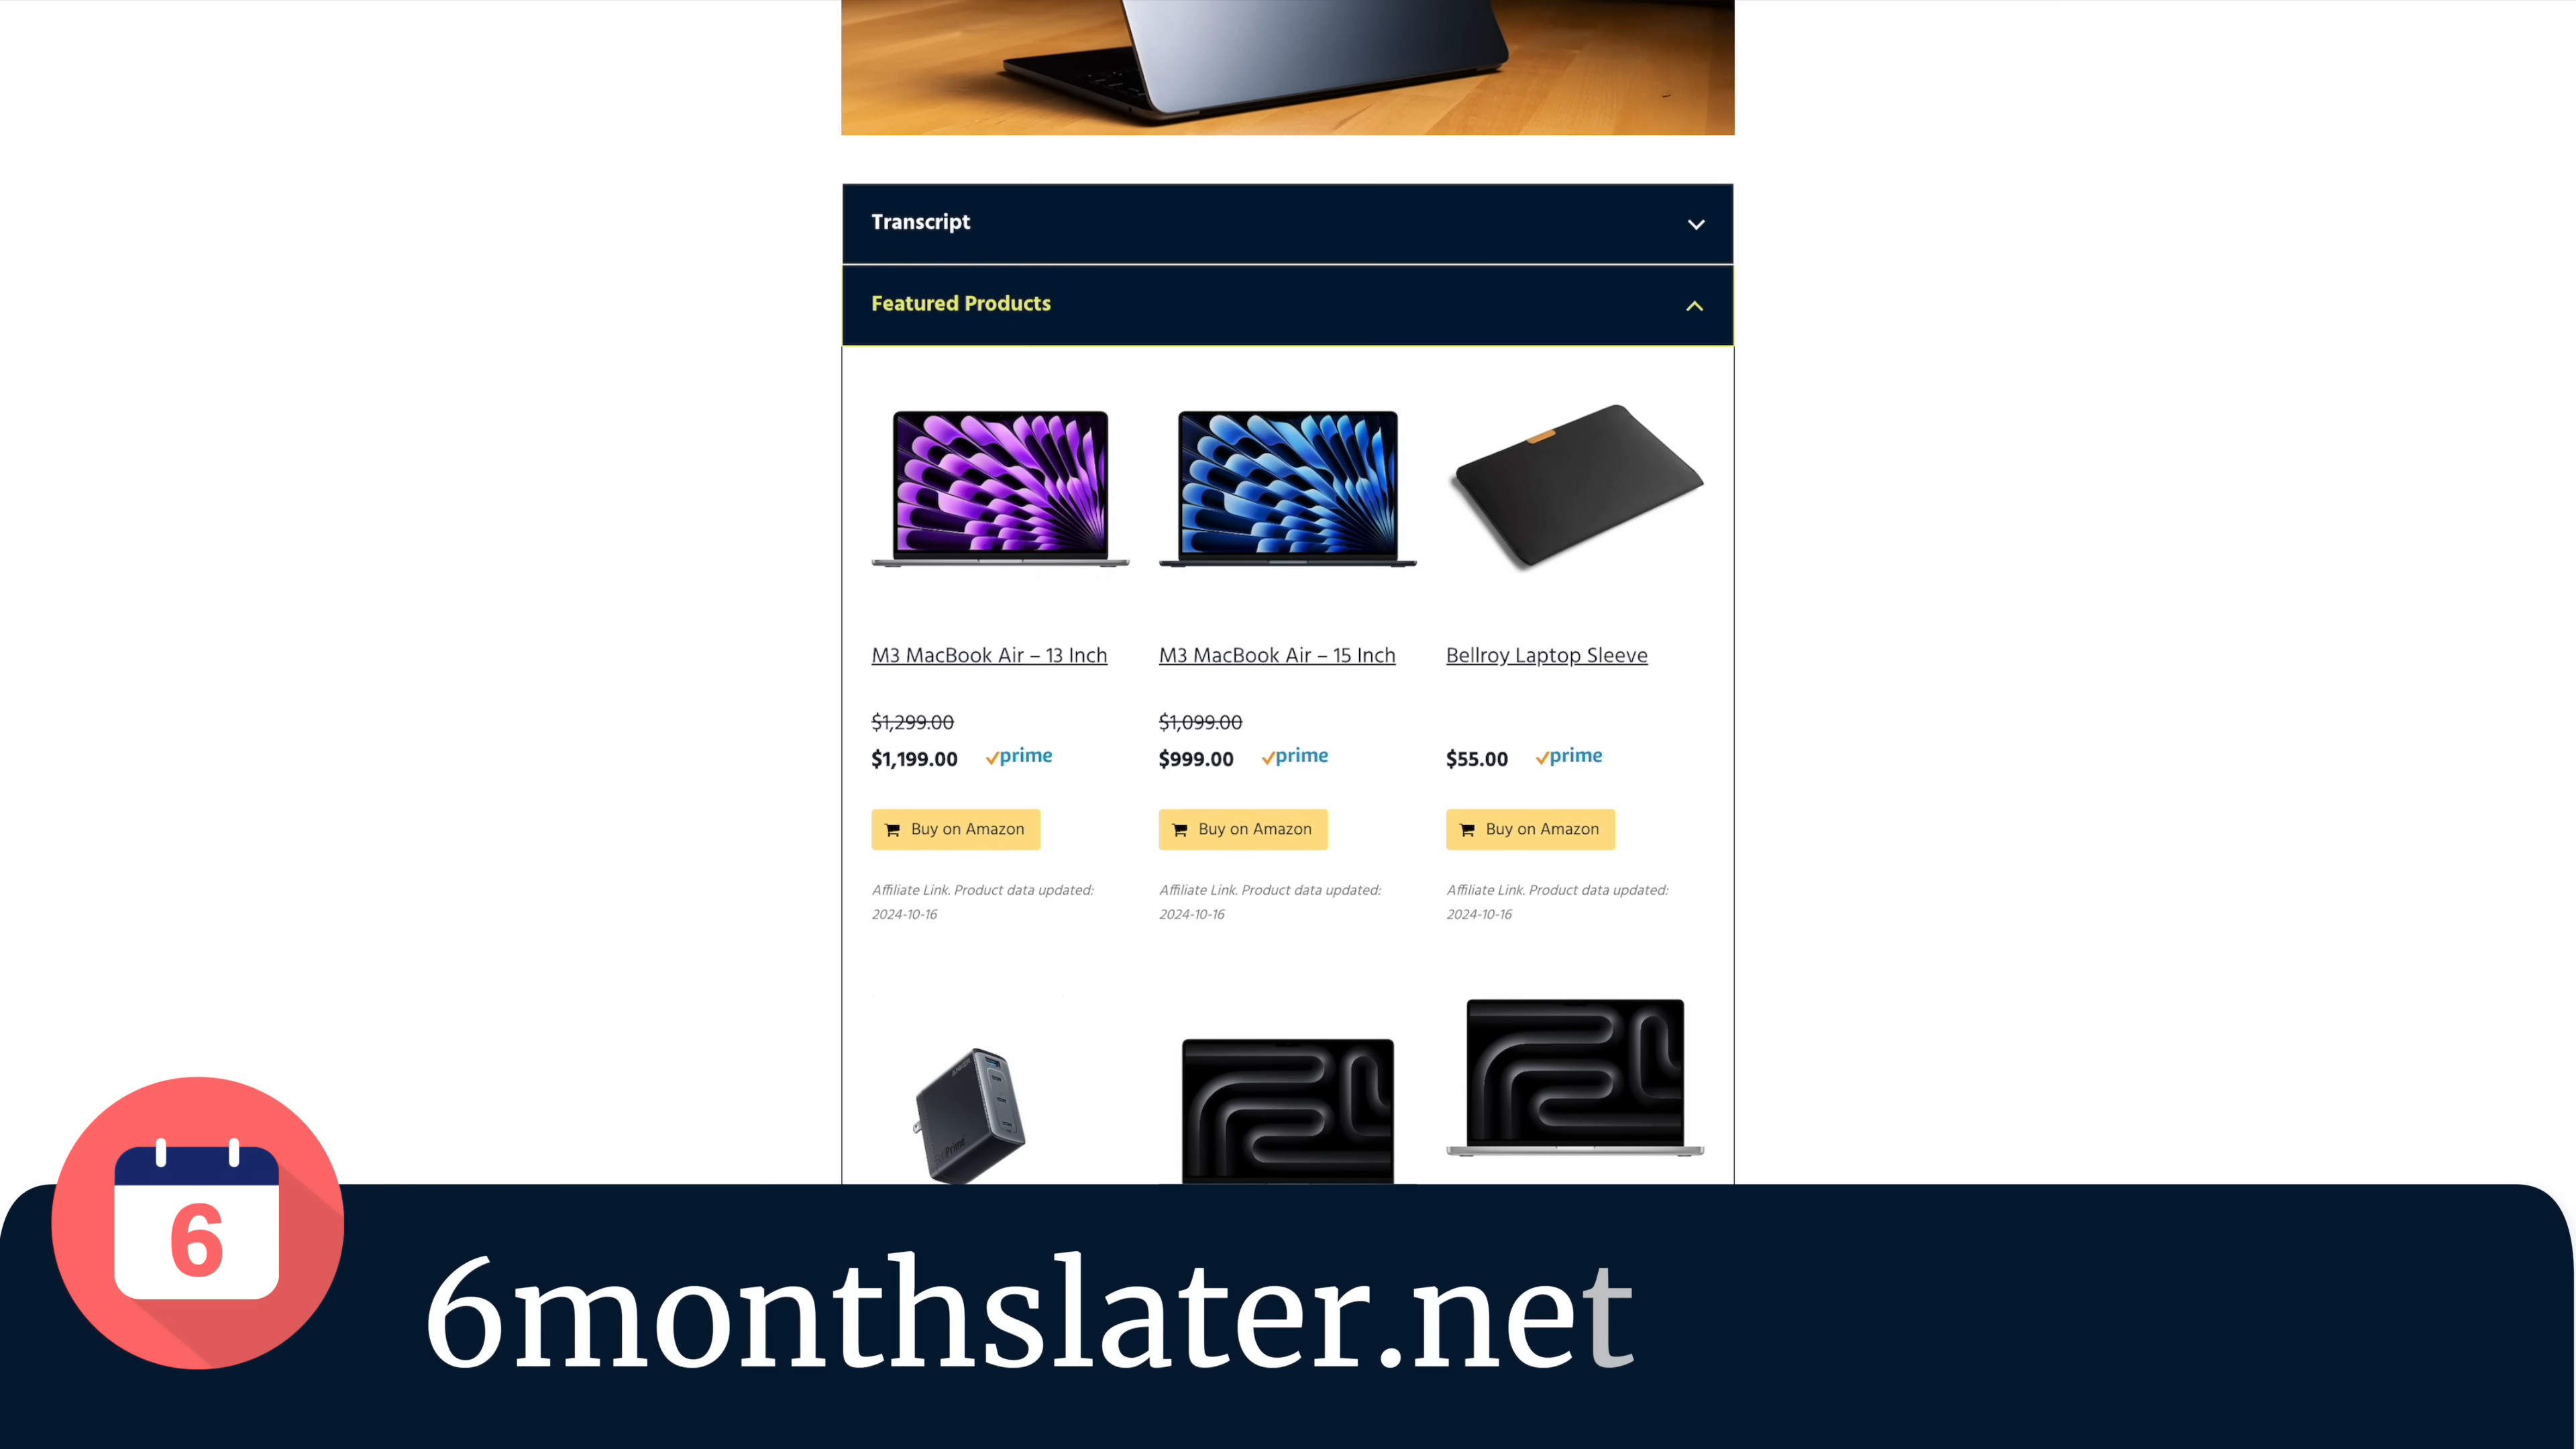 Transcript
Featured Products
M3 MacBook Air – 13 Inch
M3 MacBook Air – 15 Inch
Bellroy Laptop Sleeve
$1,299.00
$1,199.00 prime
$1,099.00
$999.00 prime
$55.00 prime
Buy on Amazon
Buy on Amazon
Buy on Amazon
Affiliate Link. Product data updated:
2024-10-16
Affiliate Link. Product data updated:
2024-10-16
Affiliate Link. Product data updated:
2024-10-16
ANKER
Prime
6
6monthslater.net